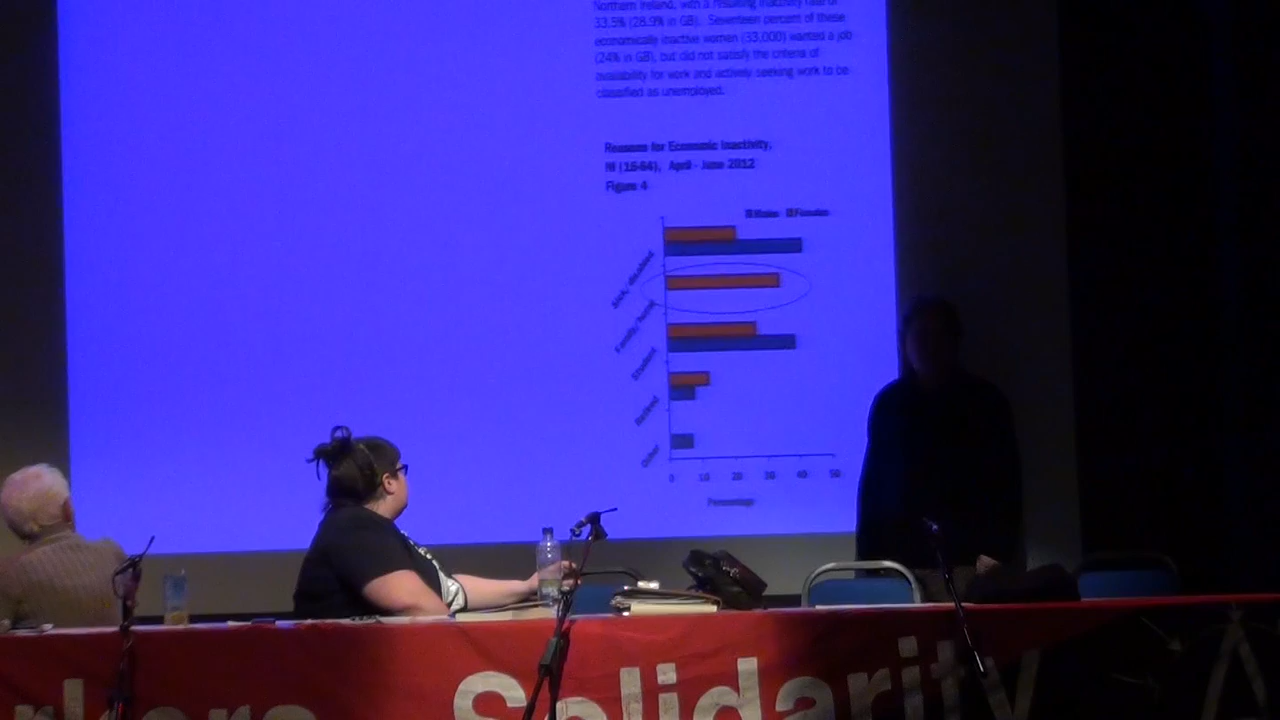 Northern Ireland, with a resulting inactivity rate of
33.5% (28.9% in GB). Seventeen percent of these
economically inactive women (33,000) wanted a job
(24% in GB), but did not satisfy the criteria of
availability for work and actively seeking work to be
classified as unemployed.
Reasons for Economic Inactivity,
NI (16-64), April - June 2012
Figure 4
Males Females
Sick/disabled
Family/home
Student
Retired
Other
0 10 20 30 40 50
Percentage
rkers Solidarity